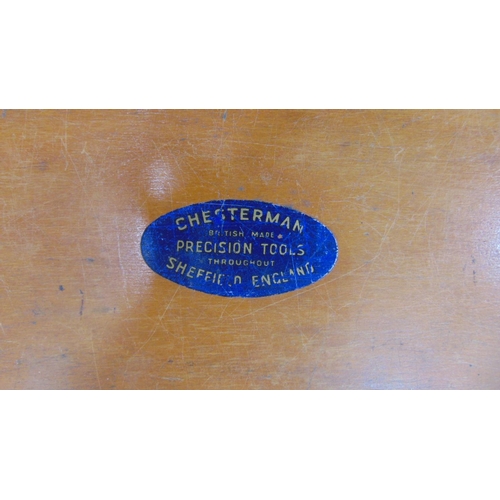 CHESTERMAN
BRITISH MADE
PRECISION TOOLS
THROUGHOUT
SHEFFIELD ENGLAND